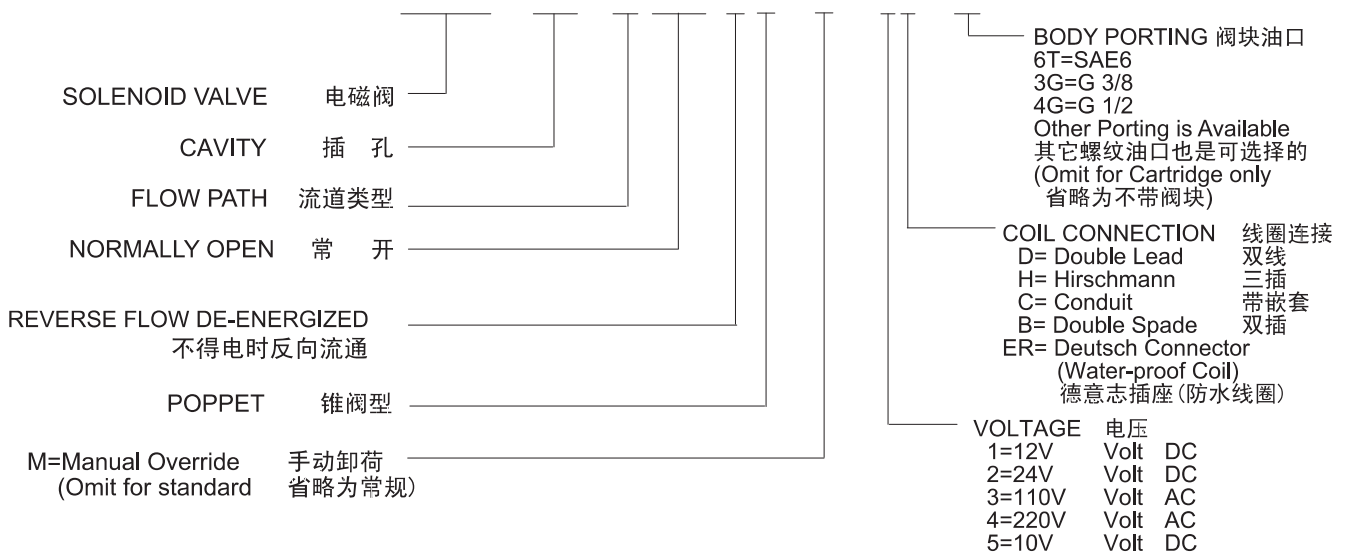 SOLENOID VALVE 电磁阀
CAVITY 插 孔
FLOW PATH 流道类型
NORMALLY OPEN 常 开
REVERSE FLOW DE-ENERGIZED
不得电时反向流通
POPPET 锥阀型
M=Manual Override 手动卸荷
(Omit for standard 省略为常规)
BODY PORTING 阀块油口
6T=SAE6
3G=G 3/8
4G=G 1/2
Other Porting is Available
其它螺纹油口也是可选择的
(Omit for Cartridge only
省略为不带阀块)
COIL CONNECTION 线圈连接
D= Double Lead 双线
H= Hirschmann 三插
C= Conduit 带嵌套
B= Double Spade 双插
ER= Deutsch Connector
(Water-proof Coil)
德意志插座(防水线圈)
VOLTAGE 电压
1=12V Volt DC
2=24V Volt DC
3=110V Volt AC
4=220V Volt AC
5=10V Volt DC